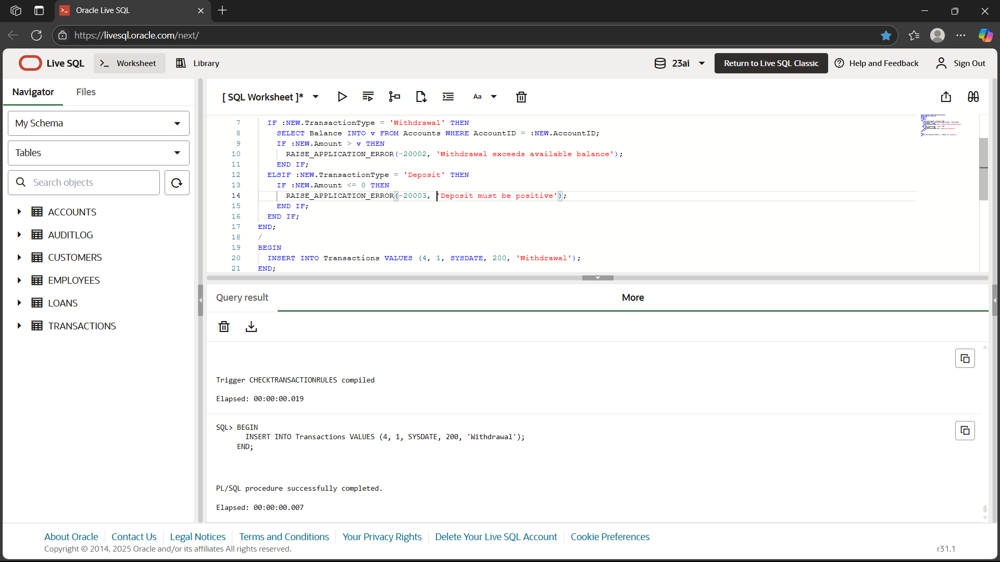 Oracle Live SQL
https://livesql.oracle.com/next/
Live SQL
>_ Worksheet
Library
23ai
Return to Live SQL Classic
Help and Feedback
Sign Out
Navigator
Files
My Schema
Tables
Search objects
ACCOUNTS
AUDITLOG
CUSTOMERS
EMPLOYEES
LOANS
TRANSACTIONS
[ SQL Worksheet ]*
Aa
7 IF :NEW.TransactionType = 'Withdrawal' THEN
8 SELECT Balance INTO v FROM Accounts WHERE AccountID = :NEW.AccountID;
9 IF :NEW.Amount > v THEN
10 RAISE_APPLICATION_ERROR(-20002, 'Withdrawal exceeds available balance');
11 END IF;
12 ELSIF :NEW.TransactionType = 'Deposit' THEN
13 IF :NEW.Amount <= 0 THEN
14 RAISE_APPLICATION_ERROR(-20003, 'Deposit must be positive');
15 END IF;
16 END IF;
17 END;
18 /
19 BEGIN
20 INSERT INTO Transactions VALUES (4, 1, SYSDATE, 200, 'Withdrawal');
21 END;
Query result
More
Trigger CHECKTRANSACTIONRULES compiled
Elapsed: 00:00:00.019
SQL> BEGIN
INSERT INTO Transactions VALUES (4, 1, SYSDATE, 200, 'Withdrawal');
END;
PL/SQL procedure successfully completed.
Elapsed: 00:00:00.007
About Oracle
Contact Us
Legal Notices
Terms and Conditions
Your Privacy Rights
Delete Your Live SQL Account
Cookie Preferences
Copyright © 2014, 2025 Oracle and/or its affiliates All rights reserved.
r31.1